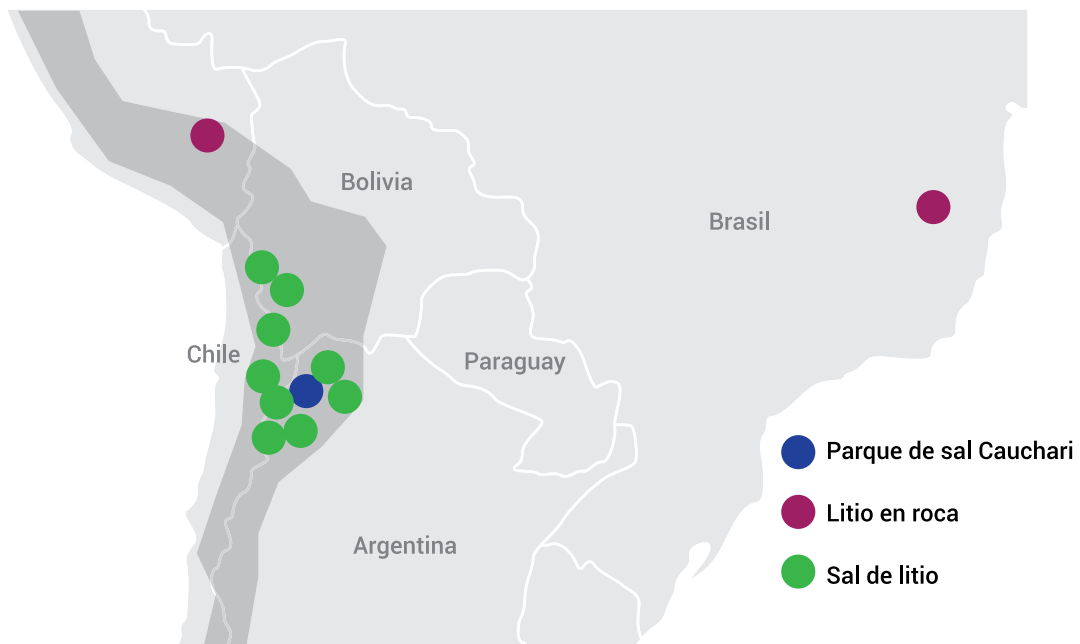 Bolivia
Brasil
Chile
Paraguay
Argentina
Parque de sal Cauchari
Litio en roca
Sal de litio